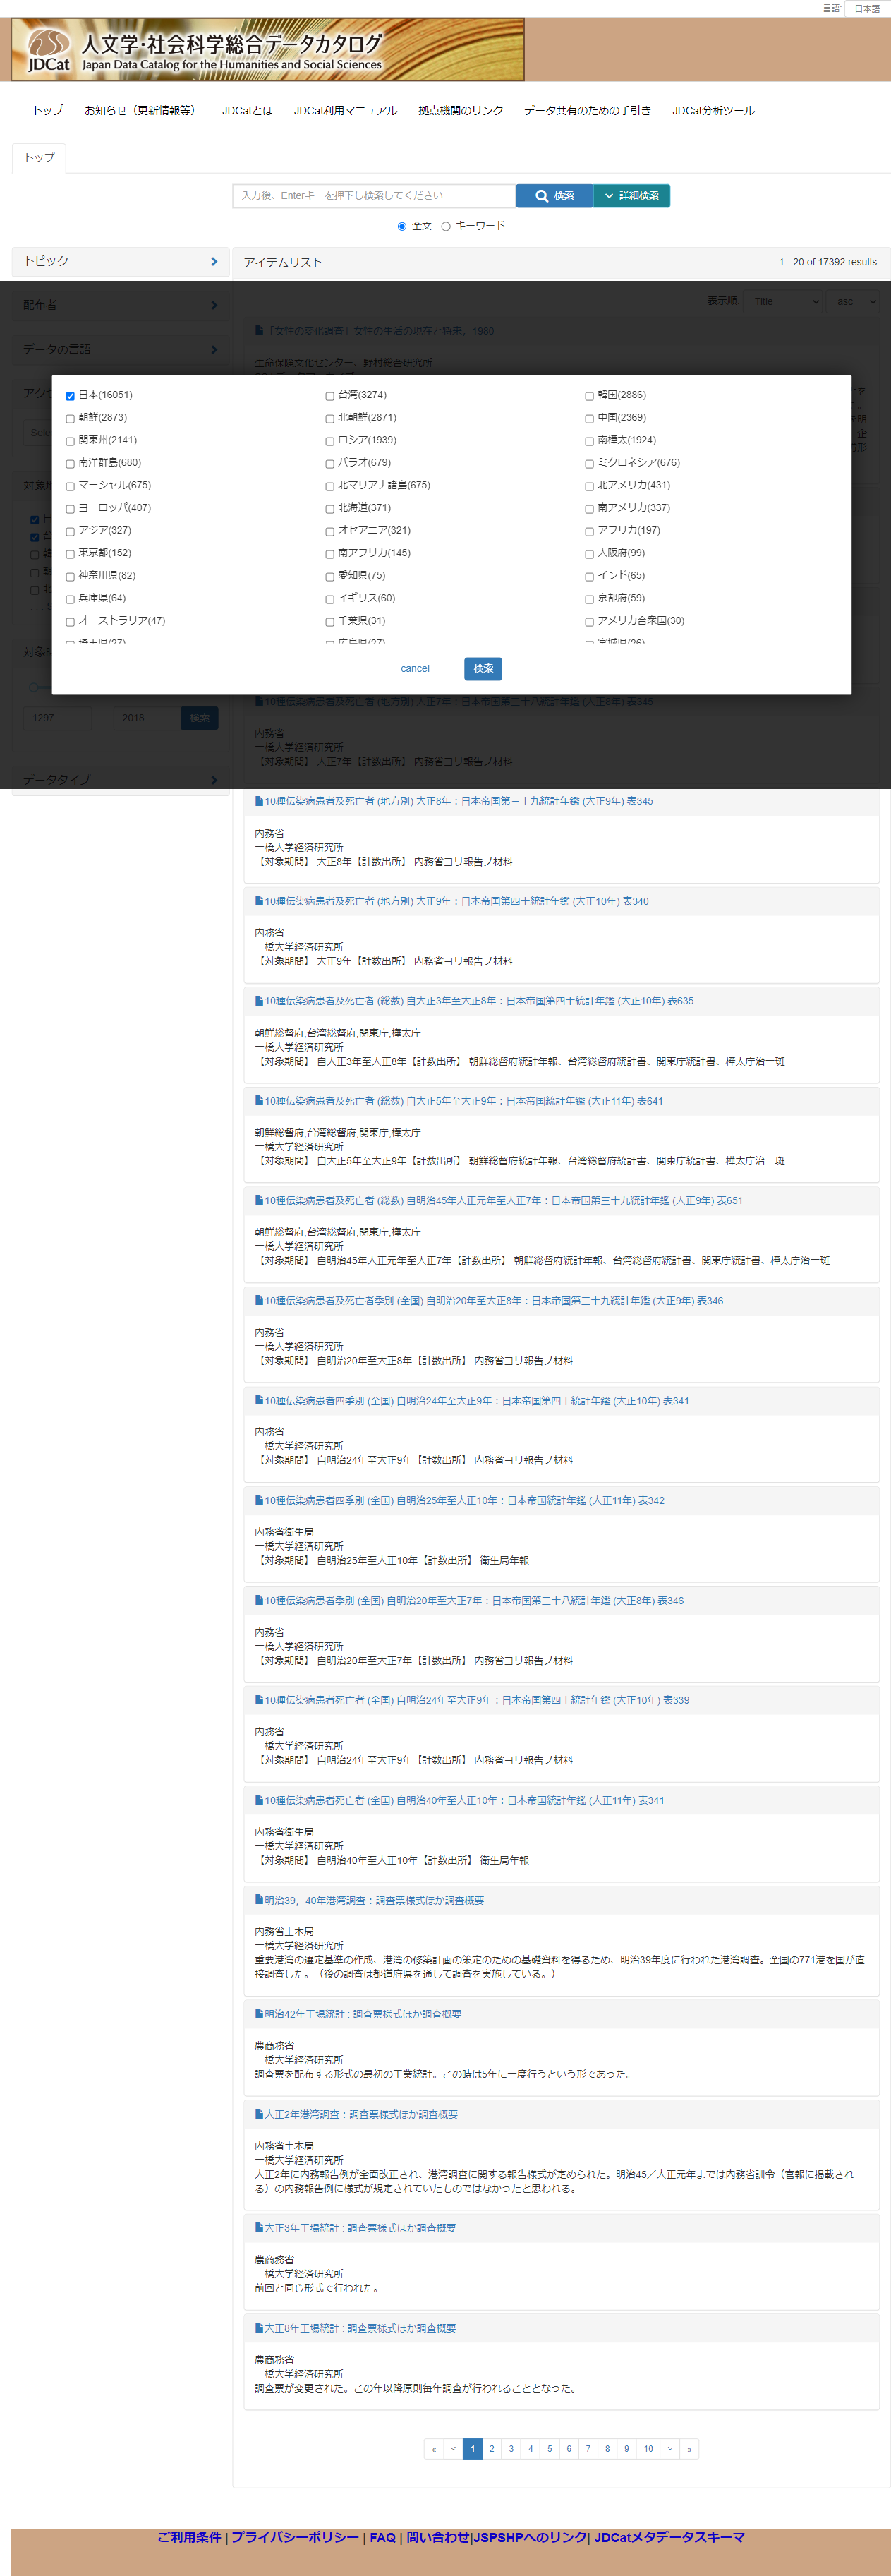 言語: 日本語
JDCat 人文学・社会科学総合データカタログ
Japan Data Catalog for the Humanities and Social Sciences
トップ お知らせ（更新情報等） JDCatとは JDCat利用マニュアル 拠点機関のリンク データ共有のための手引き JDCat分析ツール
トップ
入力後、Enterキーを押下し検索してください 検索 詳細検索
全文 キーワード
トピック
アイテムリスト 1 - 20 of 17392 results.
配布者
表示順: Title asc
「女性の変化調査」女性の生活の現在と将来，1980
データの言語
生命保険文化センター、野村総合研究所
日本(16051) 台湾(3274) 韓国(2886)
朝鮮(2873) 北朝鮮(2871) 中国(2369)
関東州(2141) ロシア(1939) 南樺太(1924)
南洋群島(680) パラオ(679) ミクロネシア(676)
マーシャル(675) 北マリアナ諸島(675) 北アメリカ(431)
ヨーロッパ(407) 北海道(371) 南アメリカ(337)
アジア(327) オセアニア(321) アフリカ(197)
東京都(152) 南アフリカ(145) 大阪府(99)
神奈川県(82) 愛知県(75) インド(65)
兵庫県(64) イギリス(60) 京都府(59)
オーストラリア(47) 千葉県(31) アメリカ合衆国(30)
埼玉県(27) 広島県(27) 宮城県(26)
cancel 検索
10種伝染病患者及死亡者 (地方別) 大正7年：日本帝国第三十八統計年鑑 (大正8年) 表345
1297 2018 検索
内務省
一橋大学経済研究所
【対象期間】 大正7年【計数出所】 内務省ヨリ報告ノ材料
データタイプ
10種伝染病患者及死亡者 (地方別) 大正8年：日本帝国第三十九統計年鑑 (大正9年) 表345
内務省
一橋大学経済研究所
【対象期間】 大正8年【計数出所】 内務省ヨリ報告ノ材料
10種伝染病患者及死亡者 (地方別) 大正9年：日本帝国第四十統計年鑑 (大正10年) 表340
内務省
一橋大学経済研究所
【対象期間】 大正9年【計数出所】 内務省ヨリ報告ノ材料
10種伝染病患者及死亡者 (総数) 自大正3年至大正8年：日本帝国第四十統計年鑑 (大正10年) 表635
朝鮮総督府,台湾総督府,関東庁,樺太庁
一橋大学経済研究所
【対象期間】 自大正3年至大正8年【計数出所】 朝鮮総督府統計年報、台湾総督府統計書、関東庁統計書、樺太庁治一班
10種伝染病患者及死亡者 (総数) 自大正5年至大正9年：日本帝国統計年鑑 (大正11年) 表641
朝鮮総督府,台湾総督府,関東庁,樺太庁
一橋大学経済研究所
【対象期間】 自大正5年至大正9年【計数出所】 朝鮮総督府統計年報、台湾総督府統計書、関東庁統計書、樺太庁治一班
10種伝染病患者及死亡者 (総数) 自明治45年大正元年至大正7年：日本帝国第三十九統計年鑑 (大正9年) 表651
朝鮮総督府,台湾総督府,関東庁,樺太庁
一橋大学経済研究所
【対象期間】 自明治45年大正元年至大正7年【計数出所】 朝鮮総督府統計年報、台湾総督府統計書、関東庁統計書、樺太庁治一班
10種伝染病患者及死亡者季別 (全国) 自明治20年至大正8年：日本帝国第三十九統計年鑑 (大正9年) 表346
内務省
一橋大学経済研究所
【対象期間】 自明治20年至大正8年【計数出所】 内務省ヨリ報告ノ材料
10種伝染病患者四季別 (全国) 自明治24年至大正9年：日本帝国第四十統計年鑑 (大正10年) 表341
内務省
一橋大学経済研究所
【対象期間】 自明治24年至大正9年【計数出所】 内務省ヨリ報告ノ材料
10種伝染病患者四季別 (全国) 自明治25年至大正10年：日本帝国統計年鑑 (大正11年) 表342
内務省衛生局
一橋大学経済研究所
【対象期間】 自明治25年至大正10年【計数出所】 衛生局年報
10種伝染病患者季別 (全国) 自明治20年至大正7年：日本帝国第三十八統計年鑑 (大正8年) 表346
内務省
一橋大学経済研究所
【対象期間】 自明治20年至大正7年【計数出所】 内務省ヨリ報告ノ材料
10種伝染病患者死亡者 (全国) 自明治24年至大正9年：日本帝国第四十統計年鑑 (大正10年) 表339
内務省
一橋大学経済研究所
【対象期間】 自明治24年至大正9年【計数出所】 内務省ヨリ報告ノ材料
10種伝染病患者死亡者 (全国) 自明治40年至大正10年：日本帝国統計年鑑 (大正11年) 表341
内務省衛生局
一橋大学経済研究所
【対象期間】 自明治40年至大正10年【計数出所】 衛生局年報
明治39，40年港湾調査：調査票様式ほか調査概要
内務省土木局
一橋大学経済研究所
重要港湾の選定基準の作成、港湾の修築計画の策定のための基礎資料を得るため、明治39年度に行われた港湾調査。全国の771港を国が直
接調査した。（後の調査は都道府県を通して調査を実施している。）
明治42年工場統計 : 調査票様式ほか調査概要
農商務省
一橋大学経済研究所
調査票を配布する形式の最初の工業統計。この時は5年に一度行うという形であった。
大正2年港湾調査：調査票様式ほか調査概要
内務省土木局
一橋大学経済研究所
大正2年に内務報告例が全面改正され、港湾調査に関する報告様式が定められた。明治45／大正元年までは内務省訓令（官報に掲載され
る）の内務報告例に様式が規定されていたものではなかったと思われる。
大正3年工場統計 : 調査票様式ほか調査概要
農商務省
一橋大学経済研究所
前回と同じ形式で行われた。
大正8年工場統計 : 調査票様式ほか調査概要
農商務省
一橋大学経済研究所
調査票が変更された。この年以降原則毎年調査が行われることとなった。
« < 1 2 3 4 5 6 7 8 9 10 > »
ご利用条件 | プライバシーポリシー | FAQ | 問い合わせ|JSPSHPへのリンク| JDCatメタデータスキーマ